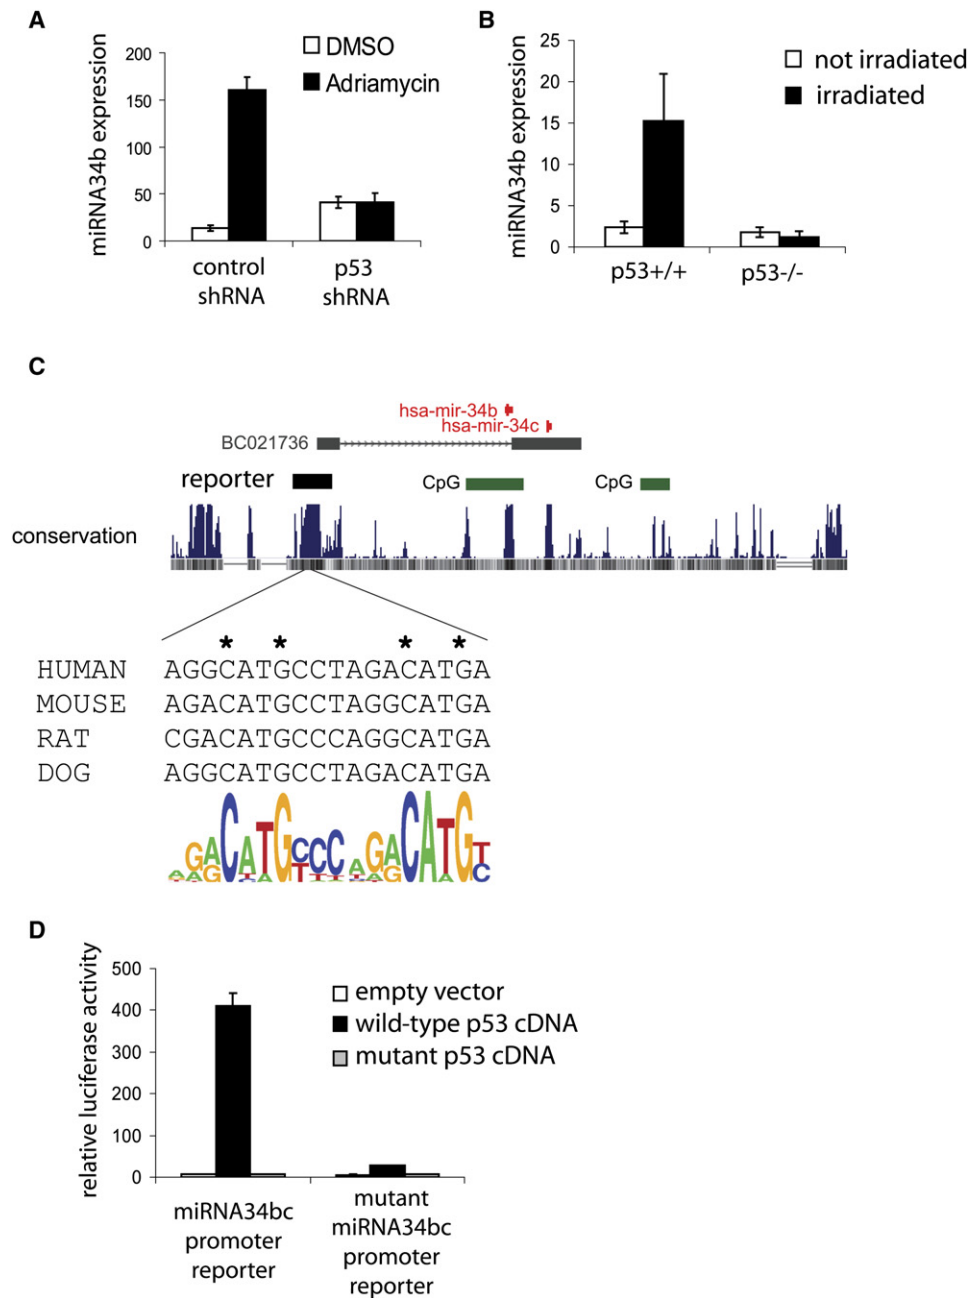 A
miRNA34b expression
200
150
100
50
0
DMSO
Adriamycin
control
shRNA
p53
shRNA
B
miRNA34b expression
25
20
15
10
5
0
not irradiated
irradiated
p53+/+
p53-/-
C
hsa-mir-34b
hsa-mir-34c
BC021736
reporter
CpG
CpG
conservation
* * * *
HUMAN AGGCATGCCTAGACATGA
MOUSE AGACATGCCTAGGCATGA
RAT CGACATGCCCAGGCATGA
DOG AGGCATGCCTAGACATGA
D
relative luciferase activity
500
400
300
200
100
0
empty vector
wild-type p53 cDNA
mutant p53 cDNA
miRNA34bc
promoter
reporter
mutant
miRNA34bc
promoter
reporter